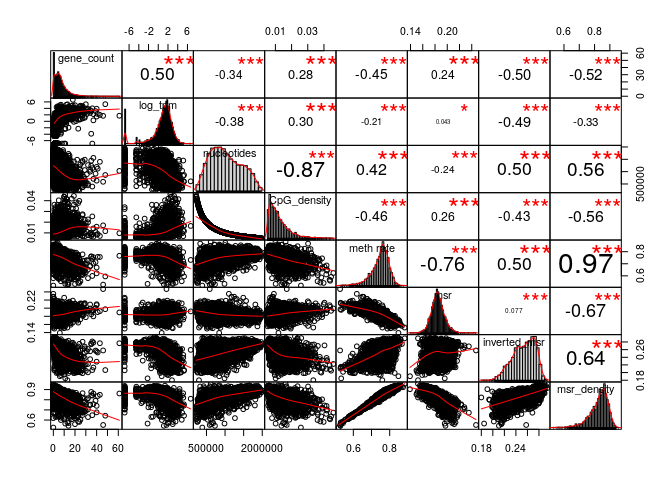 -6 -2 2 6 0.01 0.03 0.14 0.20 0.6 0.8
gene_count 0.50 *** -0.34 *** 0.28 *** -0.45 *** 0.24 *** -0.50 *** -0.52 *** 0 30 60
-6 0 6 log_tpm -0.38 *** 0.30 *** -0.21 *** 0.043 * -0.49 *** -0.33 ***
nucleotides -0.87 *** 0.42 *** -0.24 *** 0.50 *** 0.56 *** 500000
0.01 0.04 CpG_density -0.46 *** 0.26 *** -0.43 *** -0.56 ***
meth rate -0.76 *** 0.50 *** 0.97 *** 0.6 0.8
0.14 0.22 msr 0.077 *** -0.67 ***
inverted_msr 0.64 *** 0.18 0.26
0.6 0.9 msr_density
0 20 40 60 500000 2000000 0.6 0.8 0.18 0.24